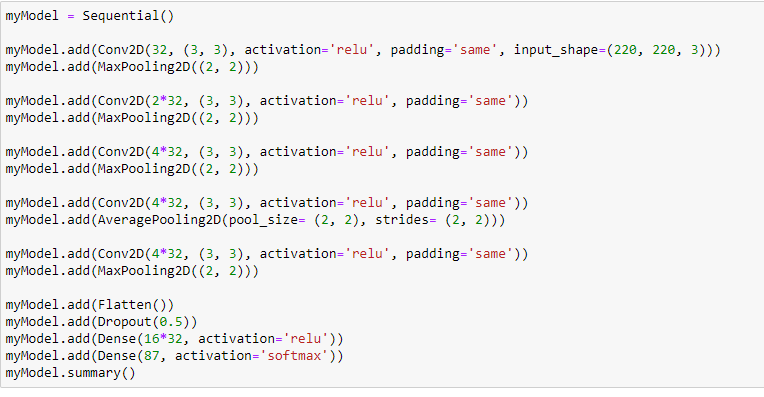 myModel = Sequential()
myModel.add(Conv2D(32, (3, 3), activation='relu', padding='same', input_shape=(220, 220, 3)))
myModel.add(MaxPooling2D((2, 2)))
myModel.add(Conv2D(2*32, (3, 3), activation='relu', padding='same'))
myModel.add(MaxPooling2D((2, 2)))
myModel.add(Conv2D(4*32, (3, 3), activation='relu', padding='same'))
myModel.add(MaxPooling2D((2, 2)))
myModel.add(Conv2D(4*32, (3, 3), activation='relu', padding='same'))
myModel.add(AveragePooling2D(pool_size= (2, 2), strides= (2, 2)))
myModel.add(Conv2D(4*32, (3, 3), activation='relu', padding='same'))
myModel.add(MaxPooling2D((2, 2)))
myModel.add(Flatten())
myModel.add(Dropout(0.5))
myModel.add(Dense(16*32, activation='relu'))
myModel.add(Dense(87, activation='softmax'))
myModel.summary()